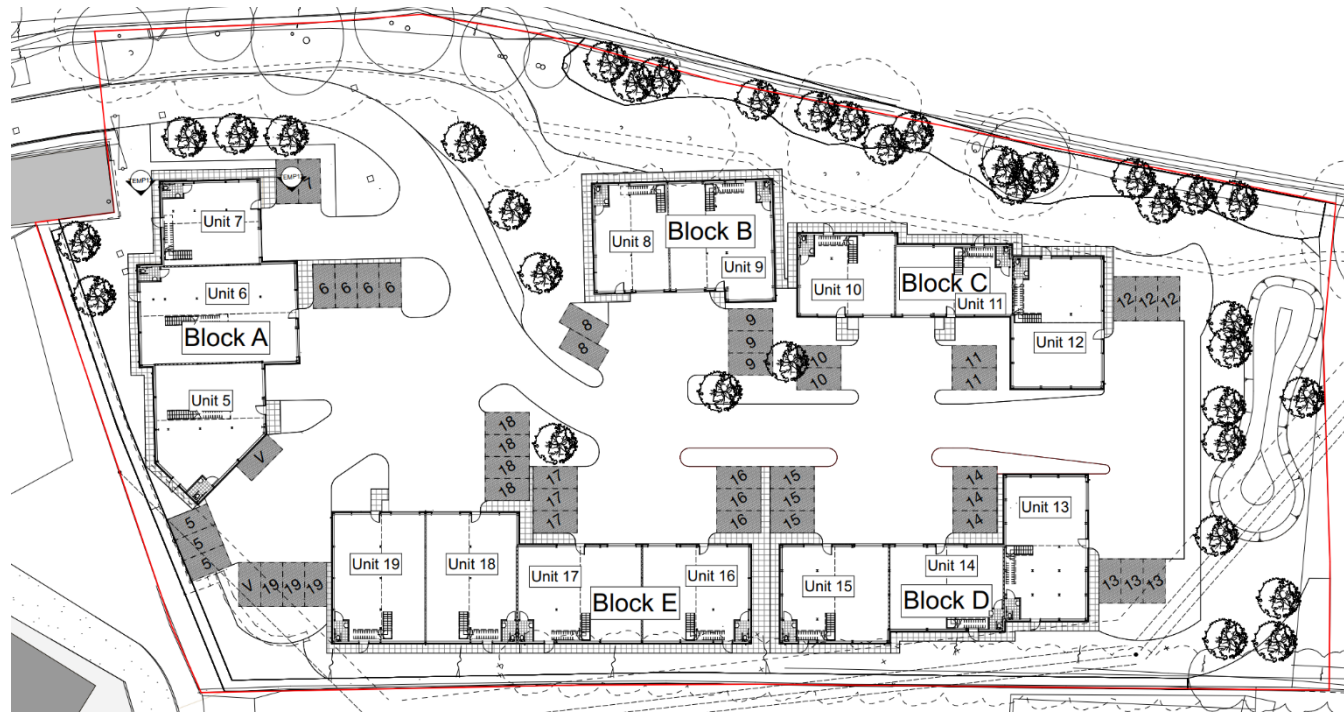 EMP1
EMP1
Unit 7
Unit 8
Block B
Unit 9
Unit 6
Block A
6
6
6
6
Unit 10
Block C
Unit 11
Unit 12
12
12
12
8
8
9
9
9
10
10
11
11
Unit 5
V
18
18
18
18
17
17
17
16
16
16
15
15
15
14
14
14
Unit 13
5
5
5
V
19
19
19
Unit 19
Unit 18
Unit 17
Block E
Unit 16
Unit 15
Unit 14
Block D
13
13
13